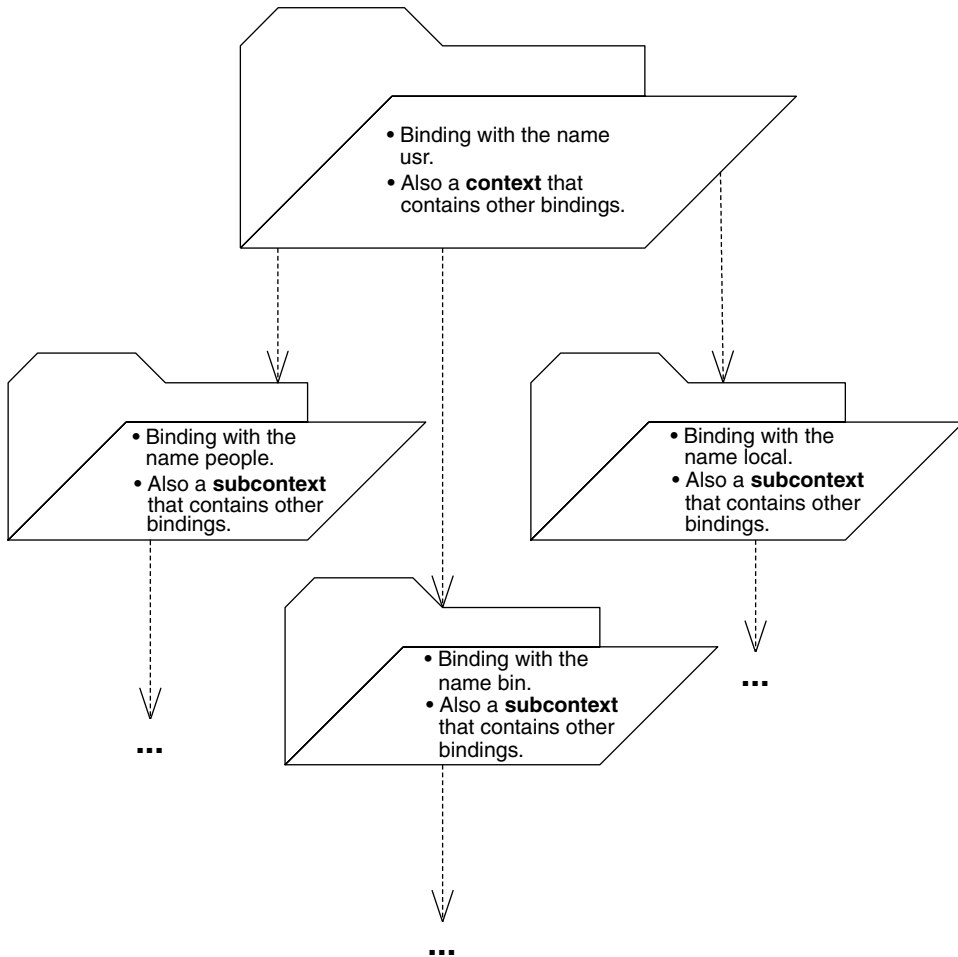 • Binding with the name
usr.
• Also a context that
contains other bindings.
• Binding with the
name people.
• Also a subcontext
that contains other
bindings.
• Binding with the
name local.
• Also a subcontext
that contains other
bindings.
...
• Binding with the
name bin.
• Also a subcontext
that contains other
bindings.
...
...